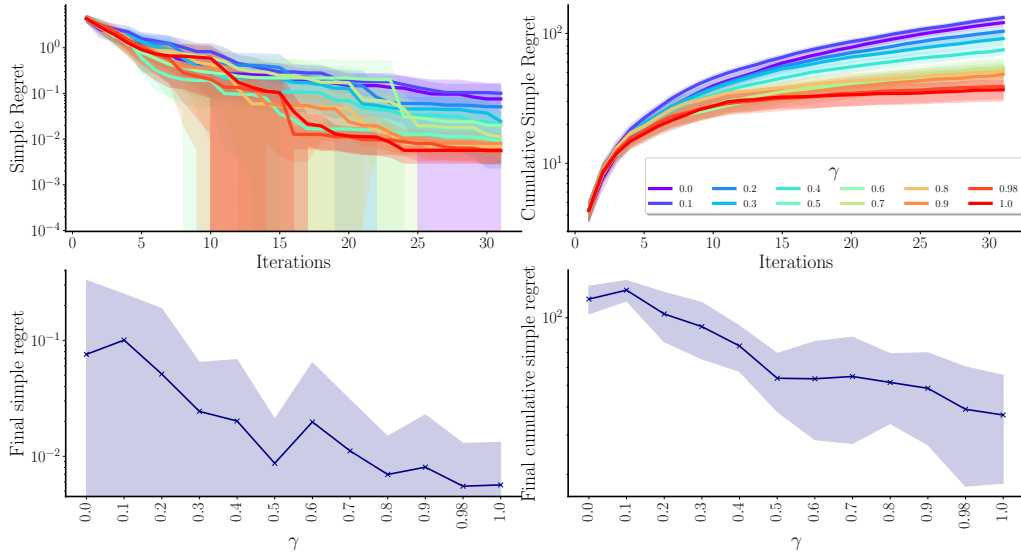 Simple Regret
10^0
10^-1
10^-2
10^-3
10^-4
0 5 10 15 20 25 30
Iterations
Cumulative Simple Regret
10^2
10^1
γ
0.0 0.2 0.4 0.6 0.8 0.98
0.1 0.3 0.5 0.7 0.9 1.0
0 5 10 15 20 25 30
Iterations
Final simple regret
10^-1
10^-2
0.0 0.1 0.2 0.3 0.4 0.5 0.6 0.7 0.8 0.9 0.98 1.0
γ
Final cumulative simple regret
10^2
0.0 0.1 0.2 0.3 0.4 0.5 0.6 0.7 0.8 0.9 0.98 1.0
γ